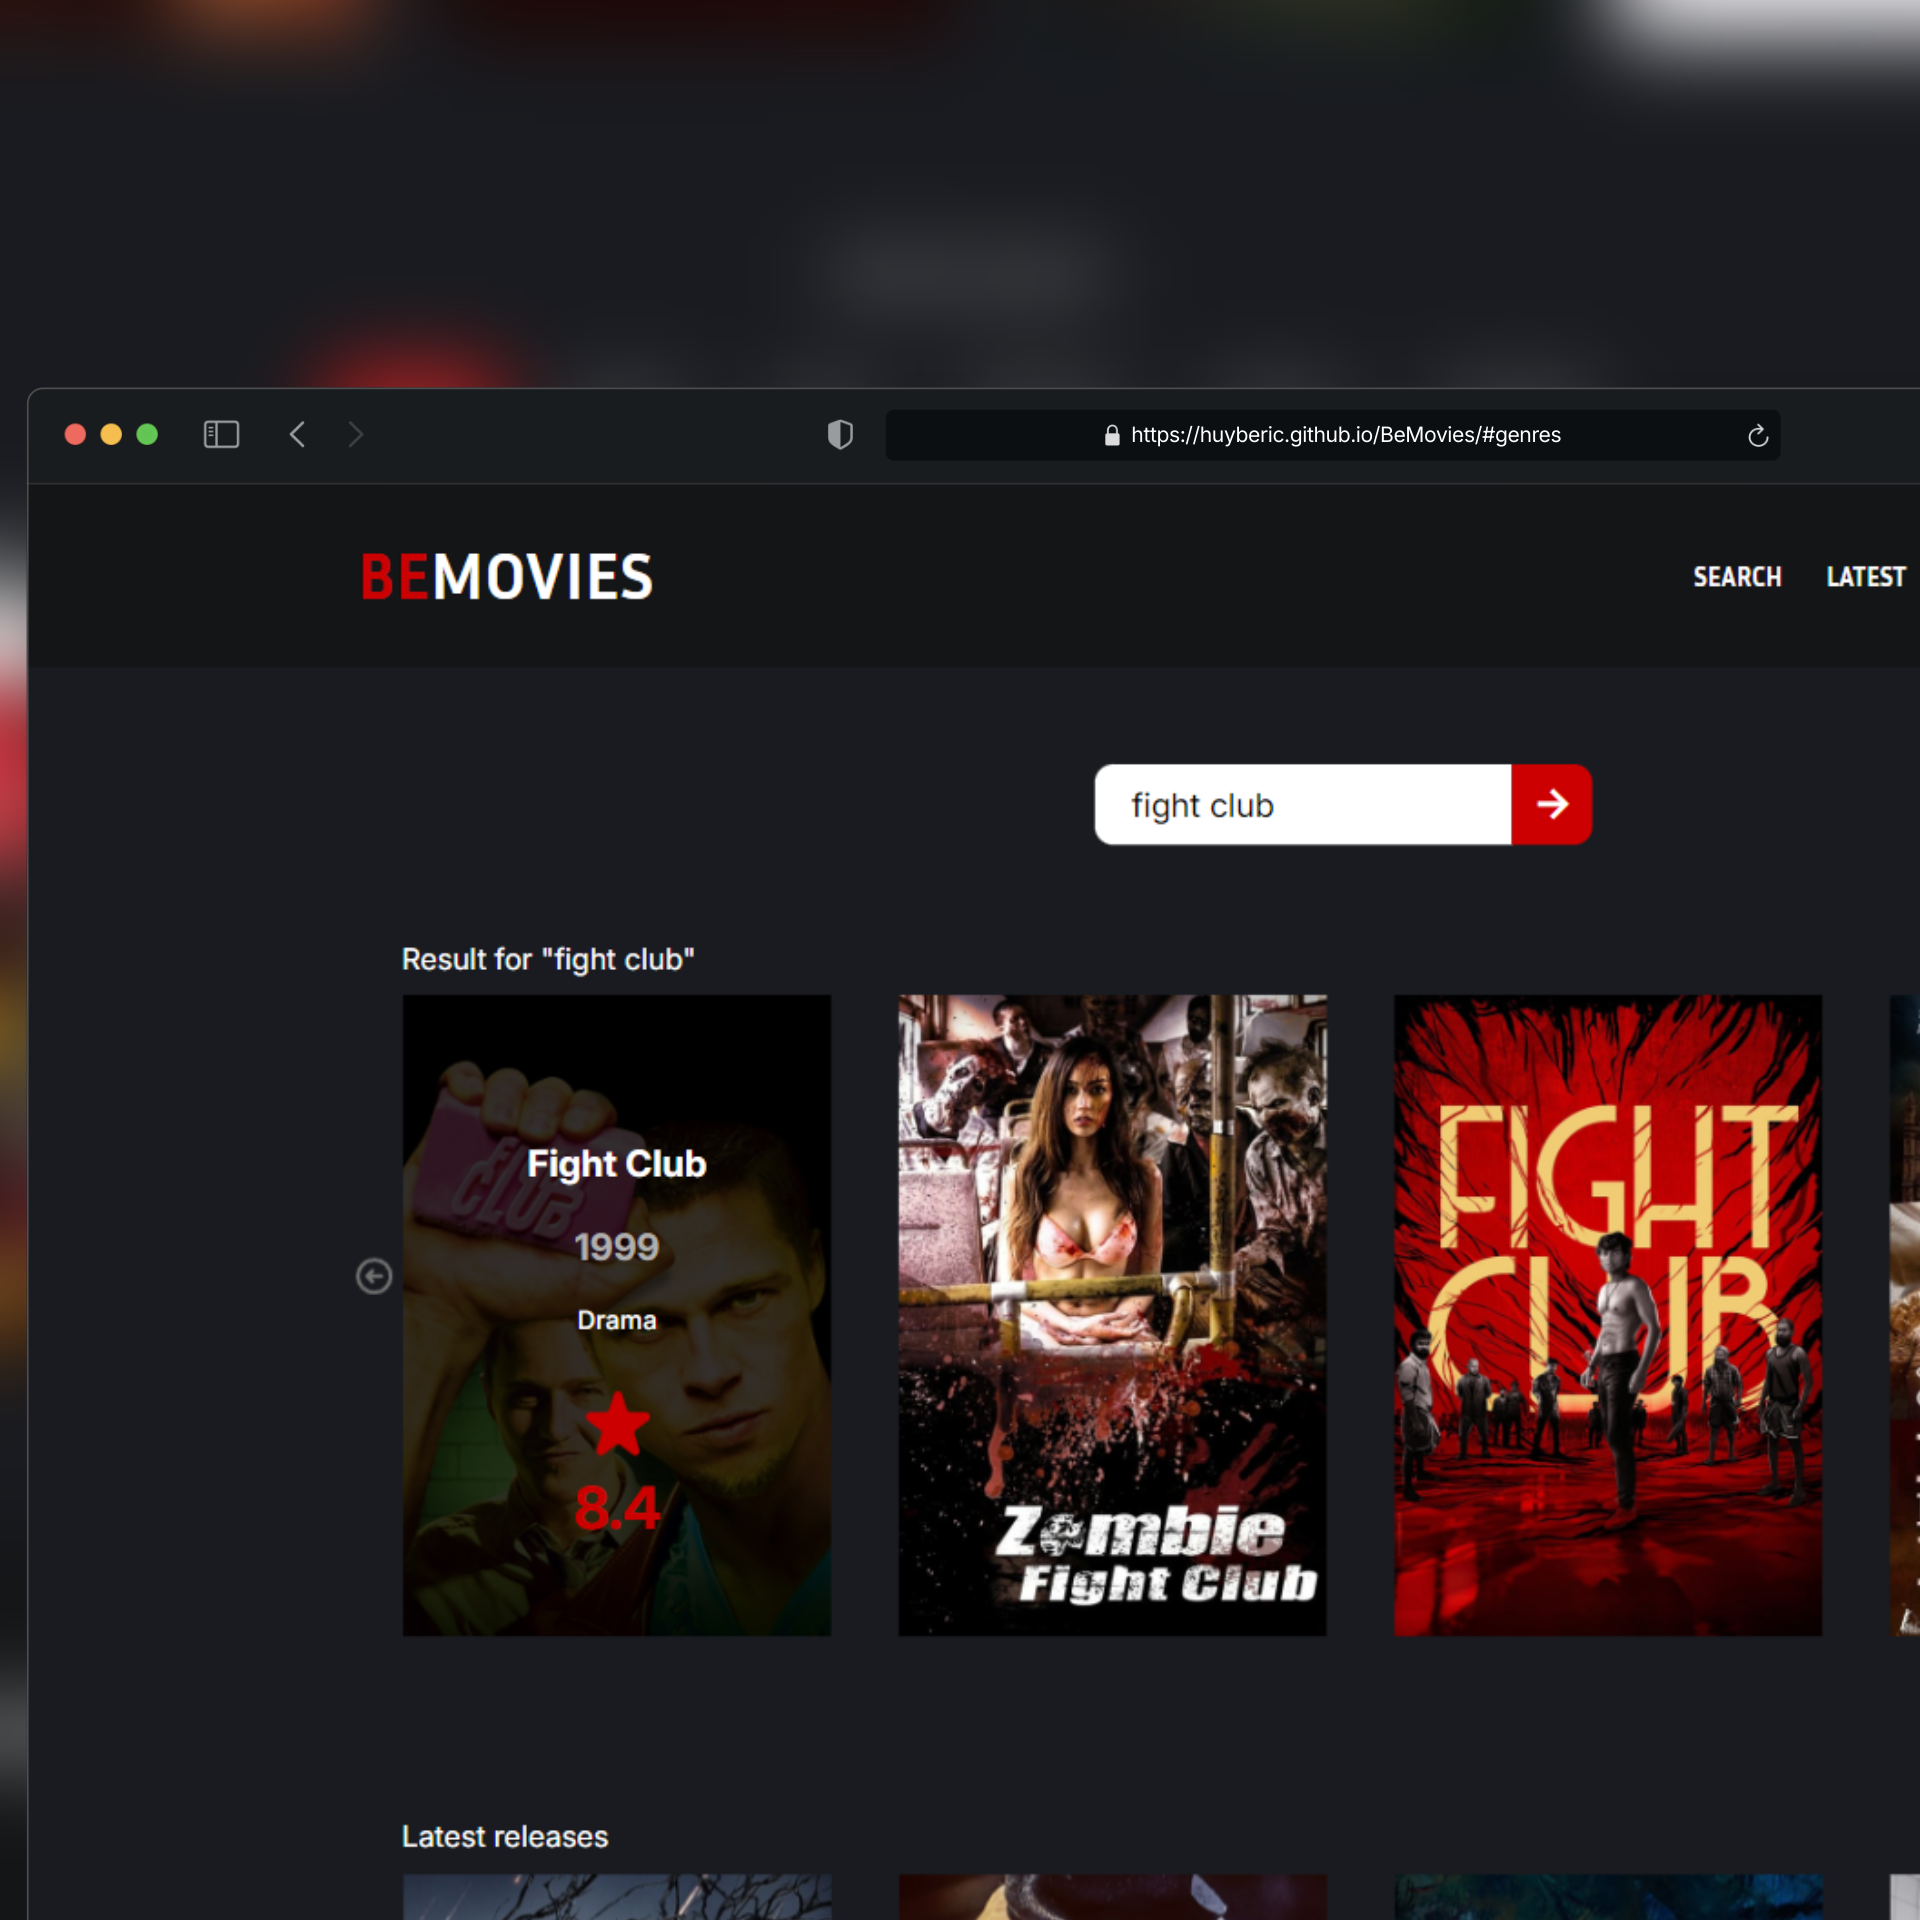 https://huyberic.github.io/BeMovies/#genres
BEMOVIES
SEARCH LATEST
fight club
Result for "fight club"
Fight Club
1999
Drama
8.4
CLUB
Zombie
Fight Club
FIGHT
CLUB
Latest releases